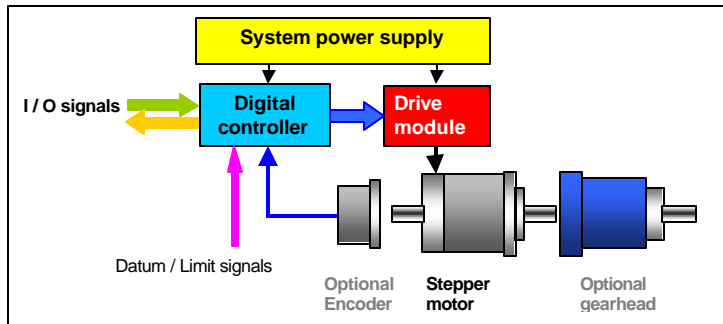 System power supply
I / O signals
Digital
controller
Drive
module
Datum / Limit signals
Optional
Encoder
Stepper
motor
Optional
gearhead